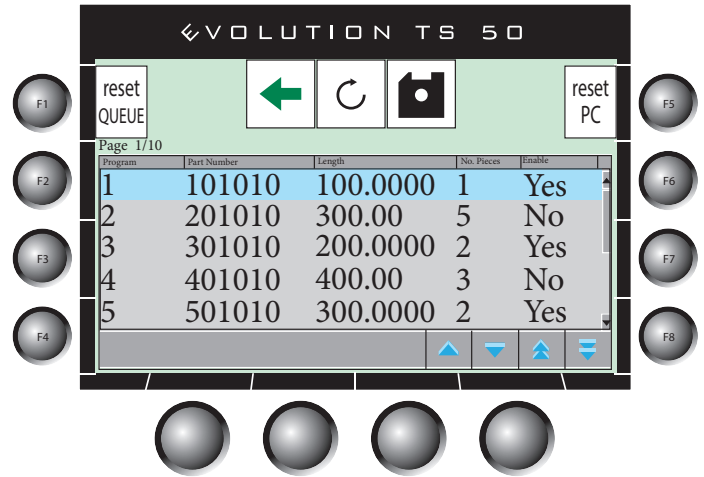 EVOLUTION TS 50
reset QUEUE
reset PC
F1
F5
Page 1/10
Program Part Number Length No. Pieces Enable
1 101010 100.0000 1 Yes
2 201010 300.00 5 No
3 301010 200.0000 2 Yes
4 401010 400.00 3 No
5 501010 300.0000 2 Yes
F2
F6
F3
F7
F4
F8